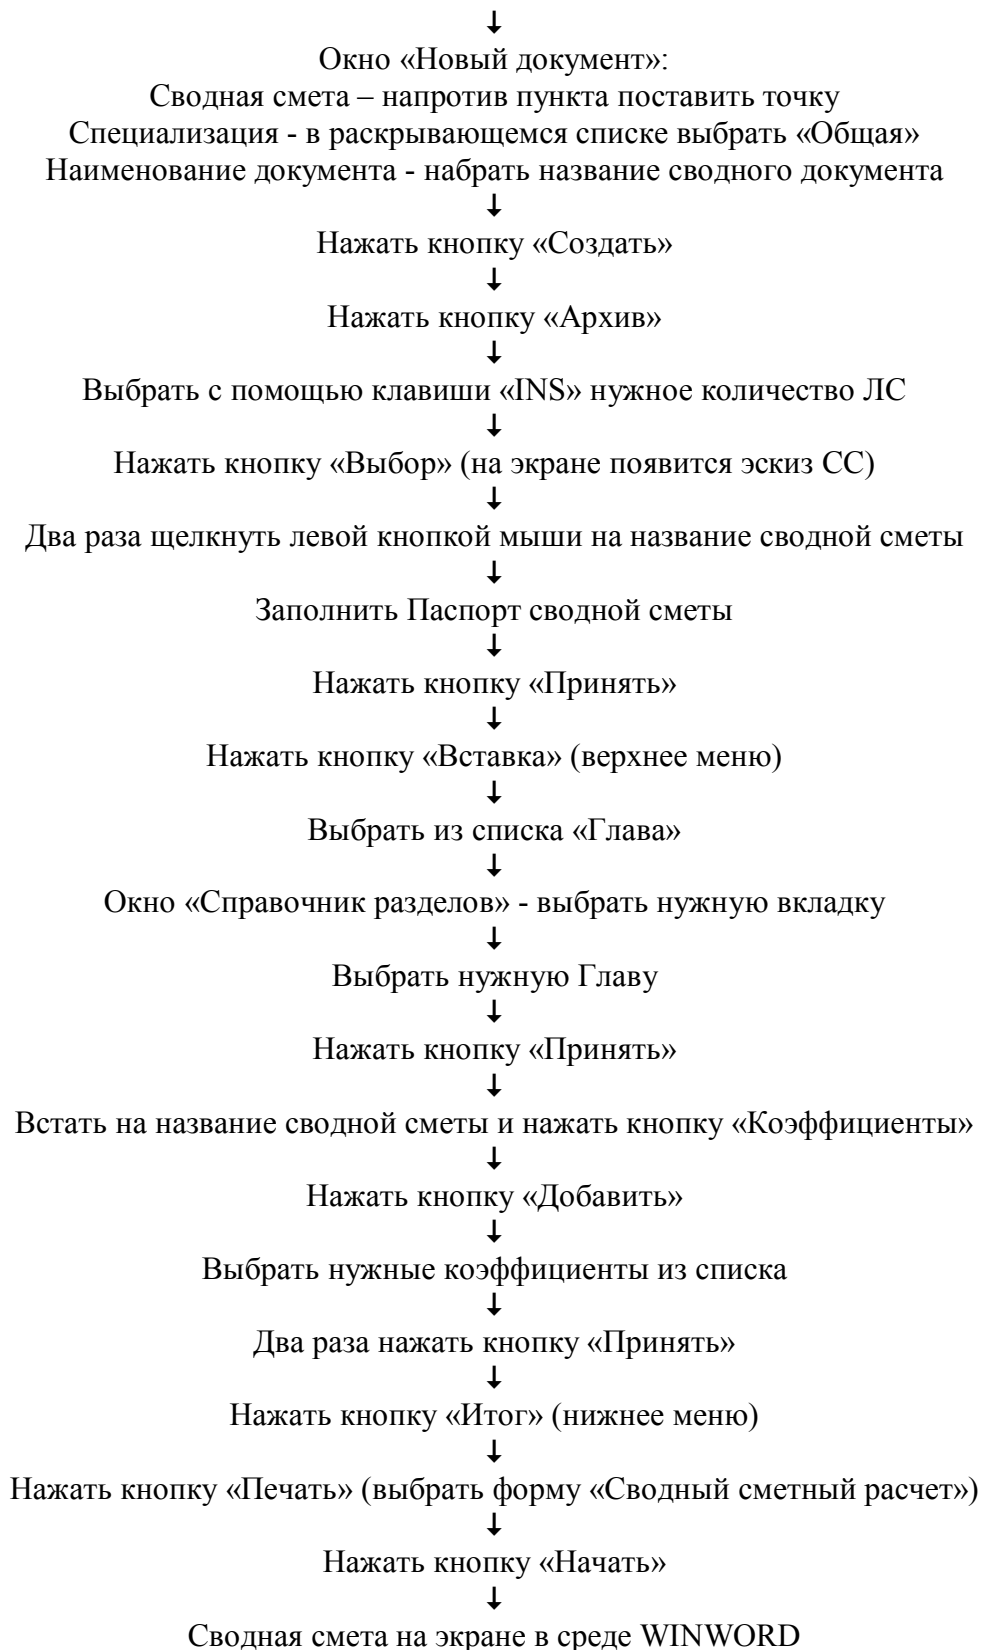 ↓
Окно «Новый документ»:
Сводная смета – напротив пункта поставить точку
Специализация - в раскрывающемся списке выбрать «Общая»
Наименование документа - набрать название сводного документа
↓
Нажать кнопку «Создать»
↓
Нажать кнопку «Архив»
↓
Выбрать с помощью клавиши «INS» нужное количество ЛС
↓
Нажать кнопку «Выбор» (на экране появится эскиз СС)
↓
Два раза щелкнуть левой кнопкой мыши на название сводной сметы
↓
Заполнить Паспорт сводной сметы
↓
Нажать кнопку «Принять»
↓
Нажать кнопку «Вставка» (верхнее меню)
↓
Выбрать из списка «Глава»
↓
Окно «Справочник разделов» - выбрать нужную вкладку
↓
Выбрать нужную Главу
↓
Нажать кнопку «Принять»
↓
Встать на название сводной сметы и нажать кнопку «Коэффициенты»
↓
Нажать кнопку «Добавить»
↓
Выбрать нужные коэффициенты из списка
↓
Два раза нажать кнопку «Принять»
↓
Нажать кнопку «Итог» (нижнее меню)
↓
Нажать кнопку «Печать» (выбрать форму «Сводный сметный расчет»)
↓
Нажать кнопку «Начать»
↓
Сводная смета на экране в среде WINWORD